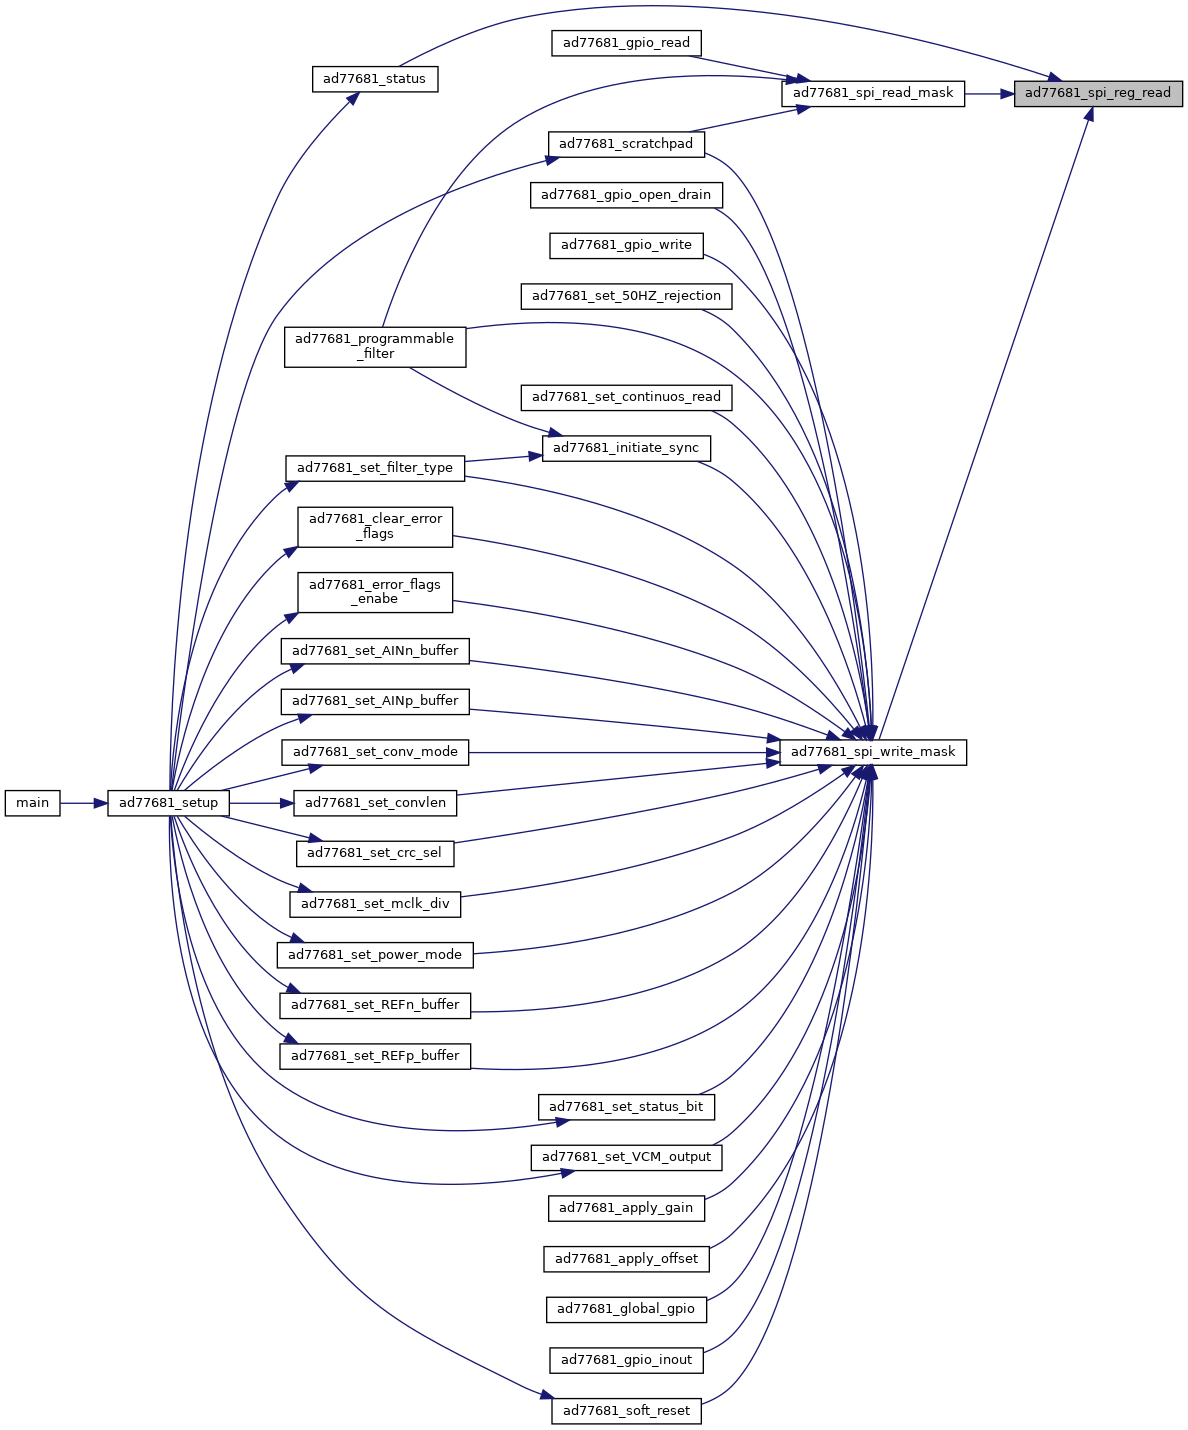 ad77681_gpio_read
ad77681_status
ad77681_spi_read_mask
ad77681_spi_reg_read
ad77681_scratchpad
ad77681_gpio_open_drain
ad77681_gpio_write
ad77681_set_50HZ_rejection
ad77681_programmable
_filter
ad77681_set_continuos_read
ad77681_initiate_sync
ad77681_set_filter_type
ad77681_clear_error
_flags
ad77681_error_flags
_enabe
ad77681_set_AINn_buffer
ad77681_set_AINp_buffer
ad77681_set_conv_mode
ad77681_spi_write_mask
main
ad77681_setup
ad77681_set_convlen
ad77681_set_crc_sel
ad77681_set_mclk_div
ad77681_set_power_mode
ad77681_set_REFn_buffer
ad77681_set_REFp_buffer
ad77681_set_status_bit
ad77681_set_VCM_output
ad77681_apply_gain
ad77681_apply_offset
ad77681_global_gpio
ad77681_gpio_inout
ad77681_soft_reset